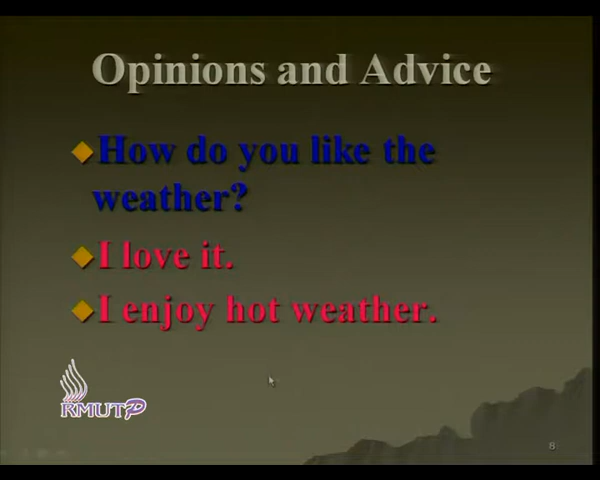 Opinions and Advice
How do you like the
weather?
I love it.
I enjoy hot weather.
RMUTP
8